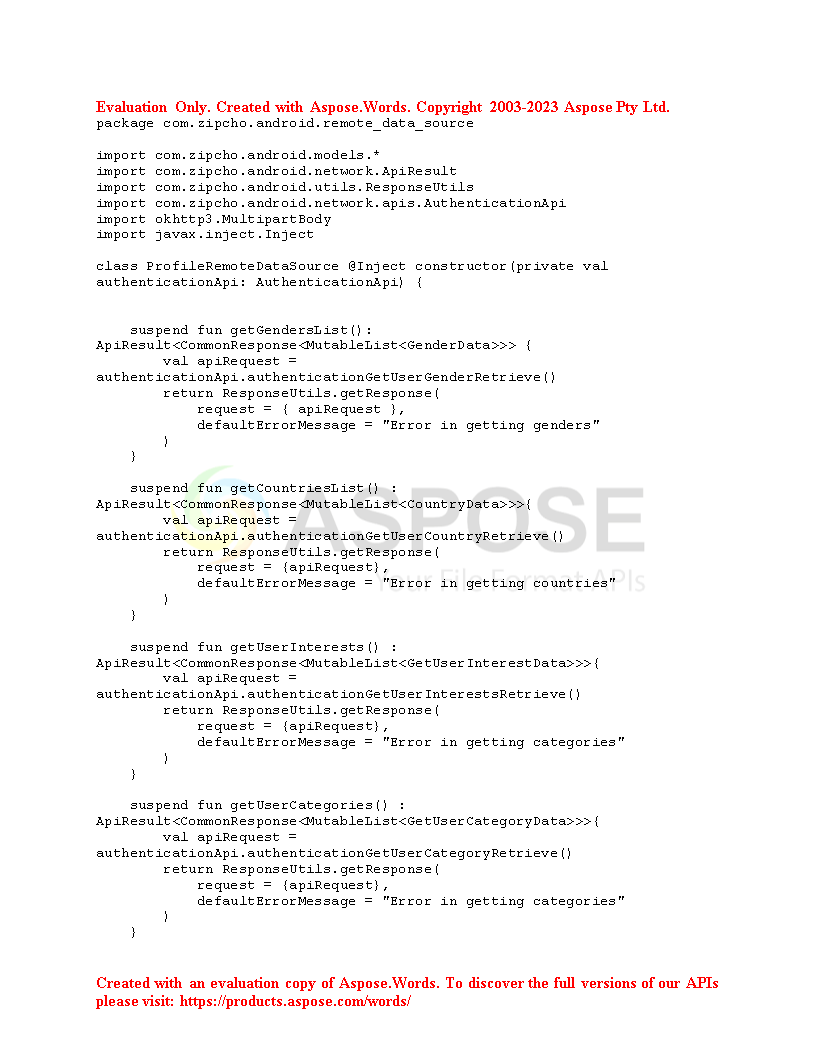 Evaluation Only. Created with Aspose.Words. Copyright 2003-2023 Aspose Pty Ltd.
package com.zipcho.android.remote_data_source

import com.zipcho.android.models.*
import com.zipcho.android.network.ApiResult
import com.zipcho.android.utils.ResponseUtils
import com.zipcho.android.network.apis.AuthenticationApi
import okhttp3.MultipartBody
import javax.inject.Inject

class ProfileRemoteDataSource @Inject constructor(private val
authenticationApi: AuthenticationApi) {


    suspend fun getGendersList():
ApiResult<CommonResponse<MutableList<GenderData>>> {
        val apiRequest =
authenticationApi.authenticationGetUserGenderRetrieve()
        return ResponseUtils.getResponse(
            request = { apiRequest },
            defaultErrorMessage = "Error in getting genders"
        )
    }

    suspend fun getCountriesList() :
ApiResult<CommonResponse<MutableList<CountryData>>>{
        val apiRequest =
authenticationApi.authenticationGetUserCountryRetrieve()
        return ResponseUtils.getResponse(
            request = {apiRequest},
            defaultErrorMessage = "Error in getting countries"
        )
    }

    suspend fun getUserInterests() :
ApiResult<CommonResponse<MutableList<GetUserInterestData>>>{
        val apiRequest =
authenticationApi.authenticationGetUserInterestsRetrieve()
        return ResponseUtils.getResponse(
            request = {apiRequest},
            defaultErrorMessage = "Error in getting categories"
        )
    }

    suspend fun getUserCategories() :
ApiResult<CommonResponse<MutableList<GetUserCategoryData>>>{
        val apiRequest =
authenticationApi.authenticationGetUserCategoryRetrieve()
        return ResponseUtils.getResponse(
            request = {apiRequest},
            defaultErrorMessage = "Error in getting categories"
        )
    }

ASPOSE
Your File Format APIs

Created with an evaluation copy of Aspose.Words. To discover the full versions of our APIs
please visit: https://products.aspose.com/words/